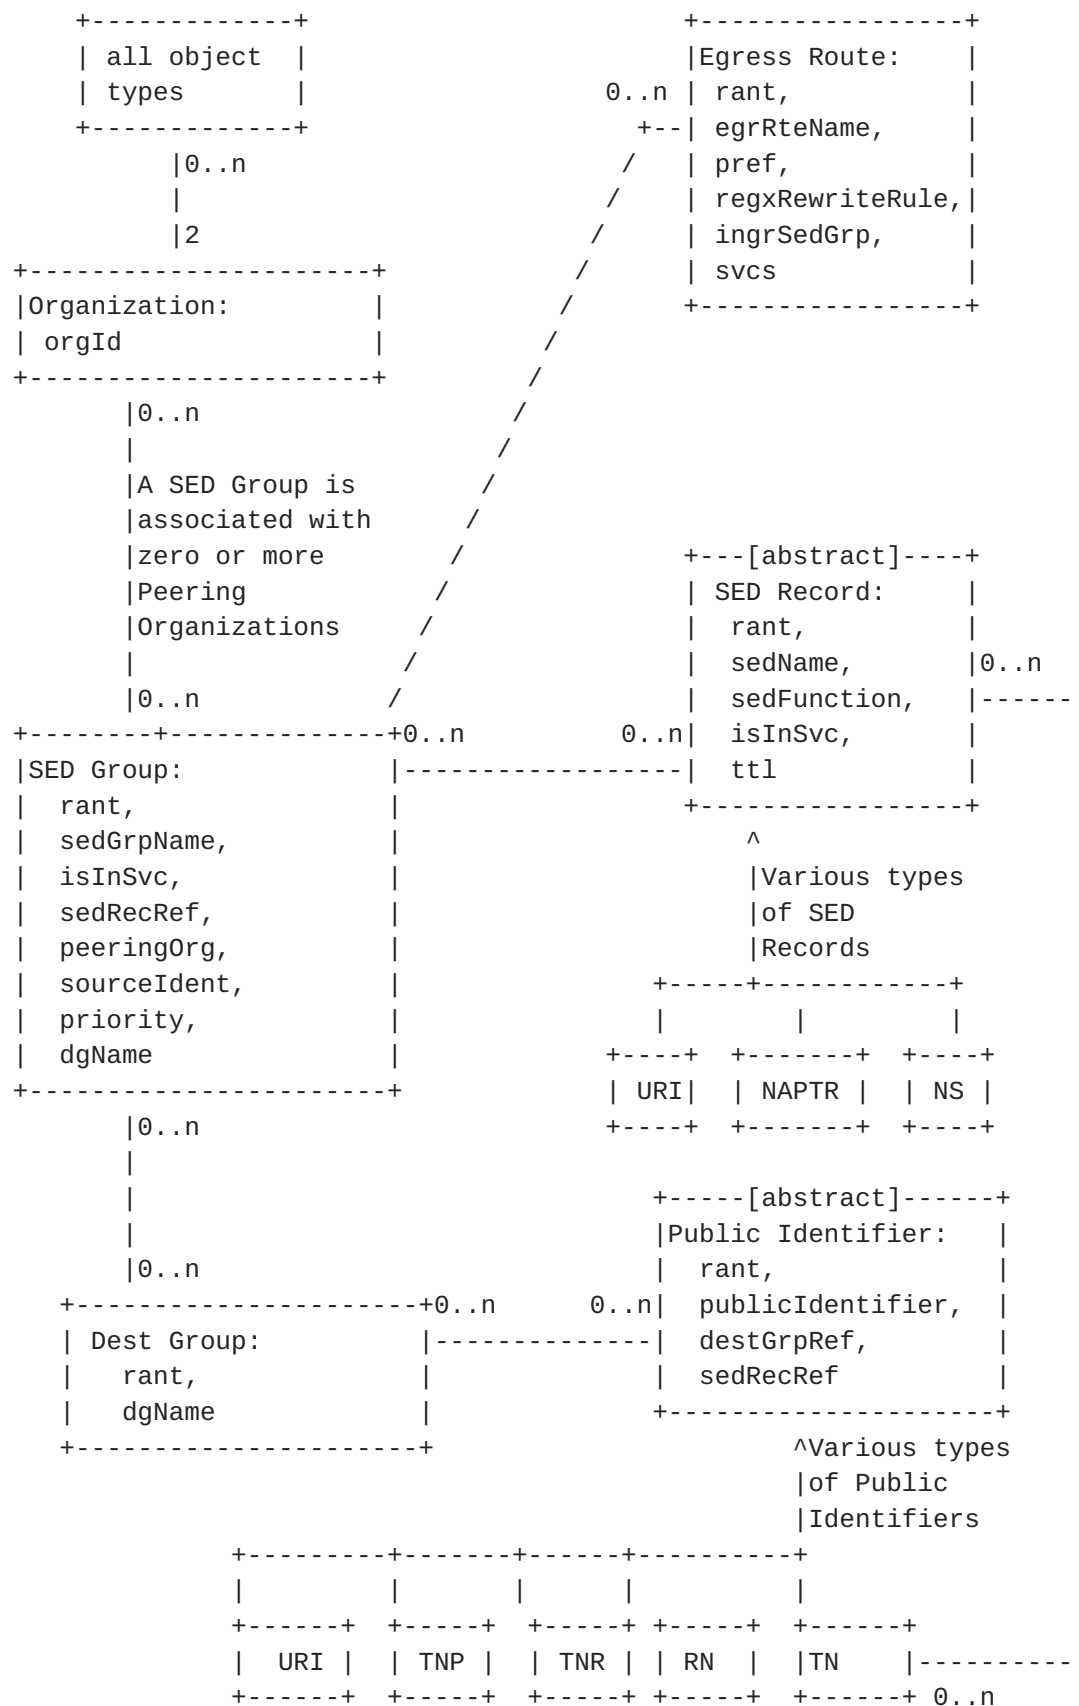 +-------------+                        +-----------------+
    | all object  |                        |Egress Route:    |
    | types       |                   0..n | rant,           |
    +-------------+                     +--| egrRteName,     |
          |0..n                        /   | pref,           |
          |                           /    | regxRewriteRule,|
          |2                         /     | ingrSedGrp,     |
+----------------------+            /      | svcs            |
|Organization:         |           /       +-----------------+
| orgId                |          /
+----------------------+         /
       |0..n                    /
       |                       /
       |A SED Group is        /
       |associated with      /
       |zero or more        /              +---[abstract]----+
       |Peering            /               | SED Record:     |
       |Organizations     /                |  rant,          |
       |                 /                 |  sedName,       |0..n
       |0..n            /                  |  sedFunction,   |------
+--------+--------------+0..n          0..n|  isInSvc,       |
|SED Group:             |------------------|  ttl            |
|  rant,                |                  +-----------------+
|  sedGrpName,          |                      ^
|  isInSvc,             |                      |Various types
|  sedRecRef,           |                      |of SED
|  peeringOrg,          |                      |Records
|  sourceIdent,         |                +-----+------------+
|  priority,            |                |        |         |
|  dgName               |             +----+  +-------+  +----+
+-----------------------+             | URI|  | NAPTR |  | NS |
       |0..n                          +----+  +-------+  +----+
       |
       |                                 +-----[abstract]------+
       |                                 |Public Identifier:   |
       |0..n                             |  rant,              |
   +----------------------+0..n      0..n|  publicIdentifier,  |
   | Dest Group:          |--------------|  destGrpRef,        |
   |   rant,              |              |  sedRecRef          |
   |   dgName             |              +---------------------+
   +----------------------+                       ^Various types
                                                  |of Public
                                                  |Identifiers
              +---------+-------+------+----------+
              |         |       |      |          |
              +------+  +-----+  +-----+ +-----+  +------+
              |  URI |  | TNP |  | TNR | | RN  |  |TN    |----------
              +------+  +-----+  +-----+ +-----+  +------+ 0..n